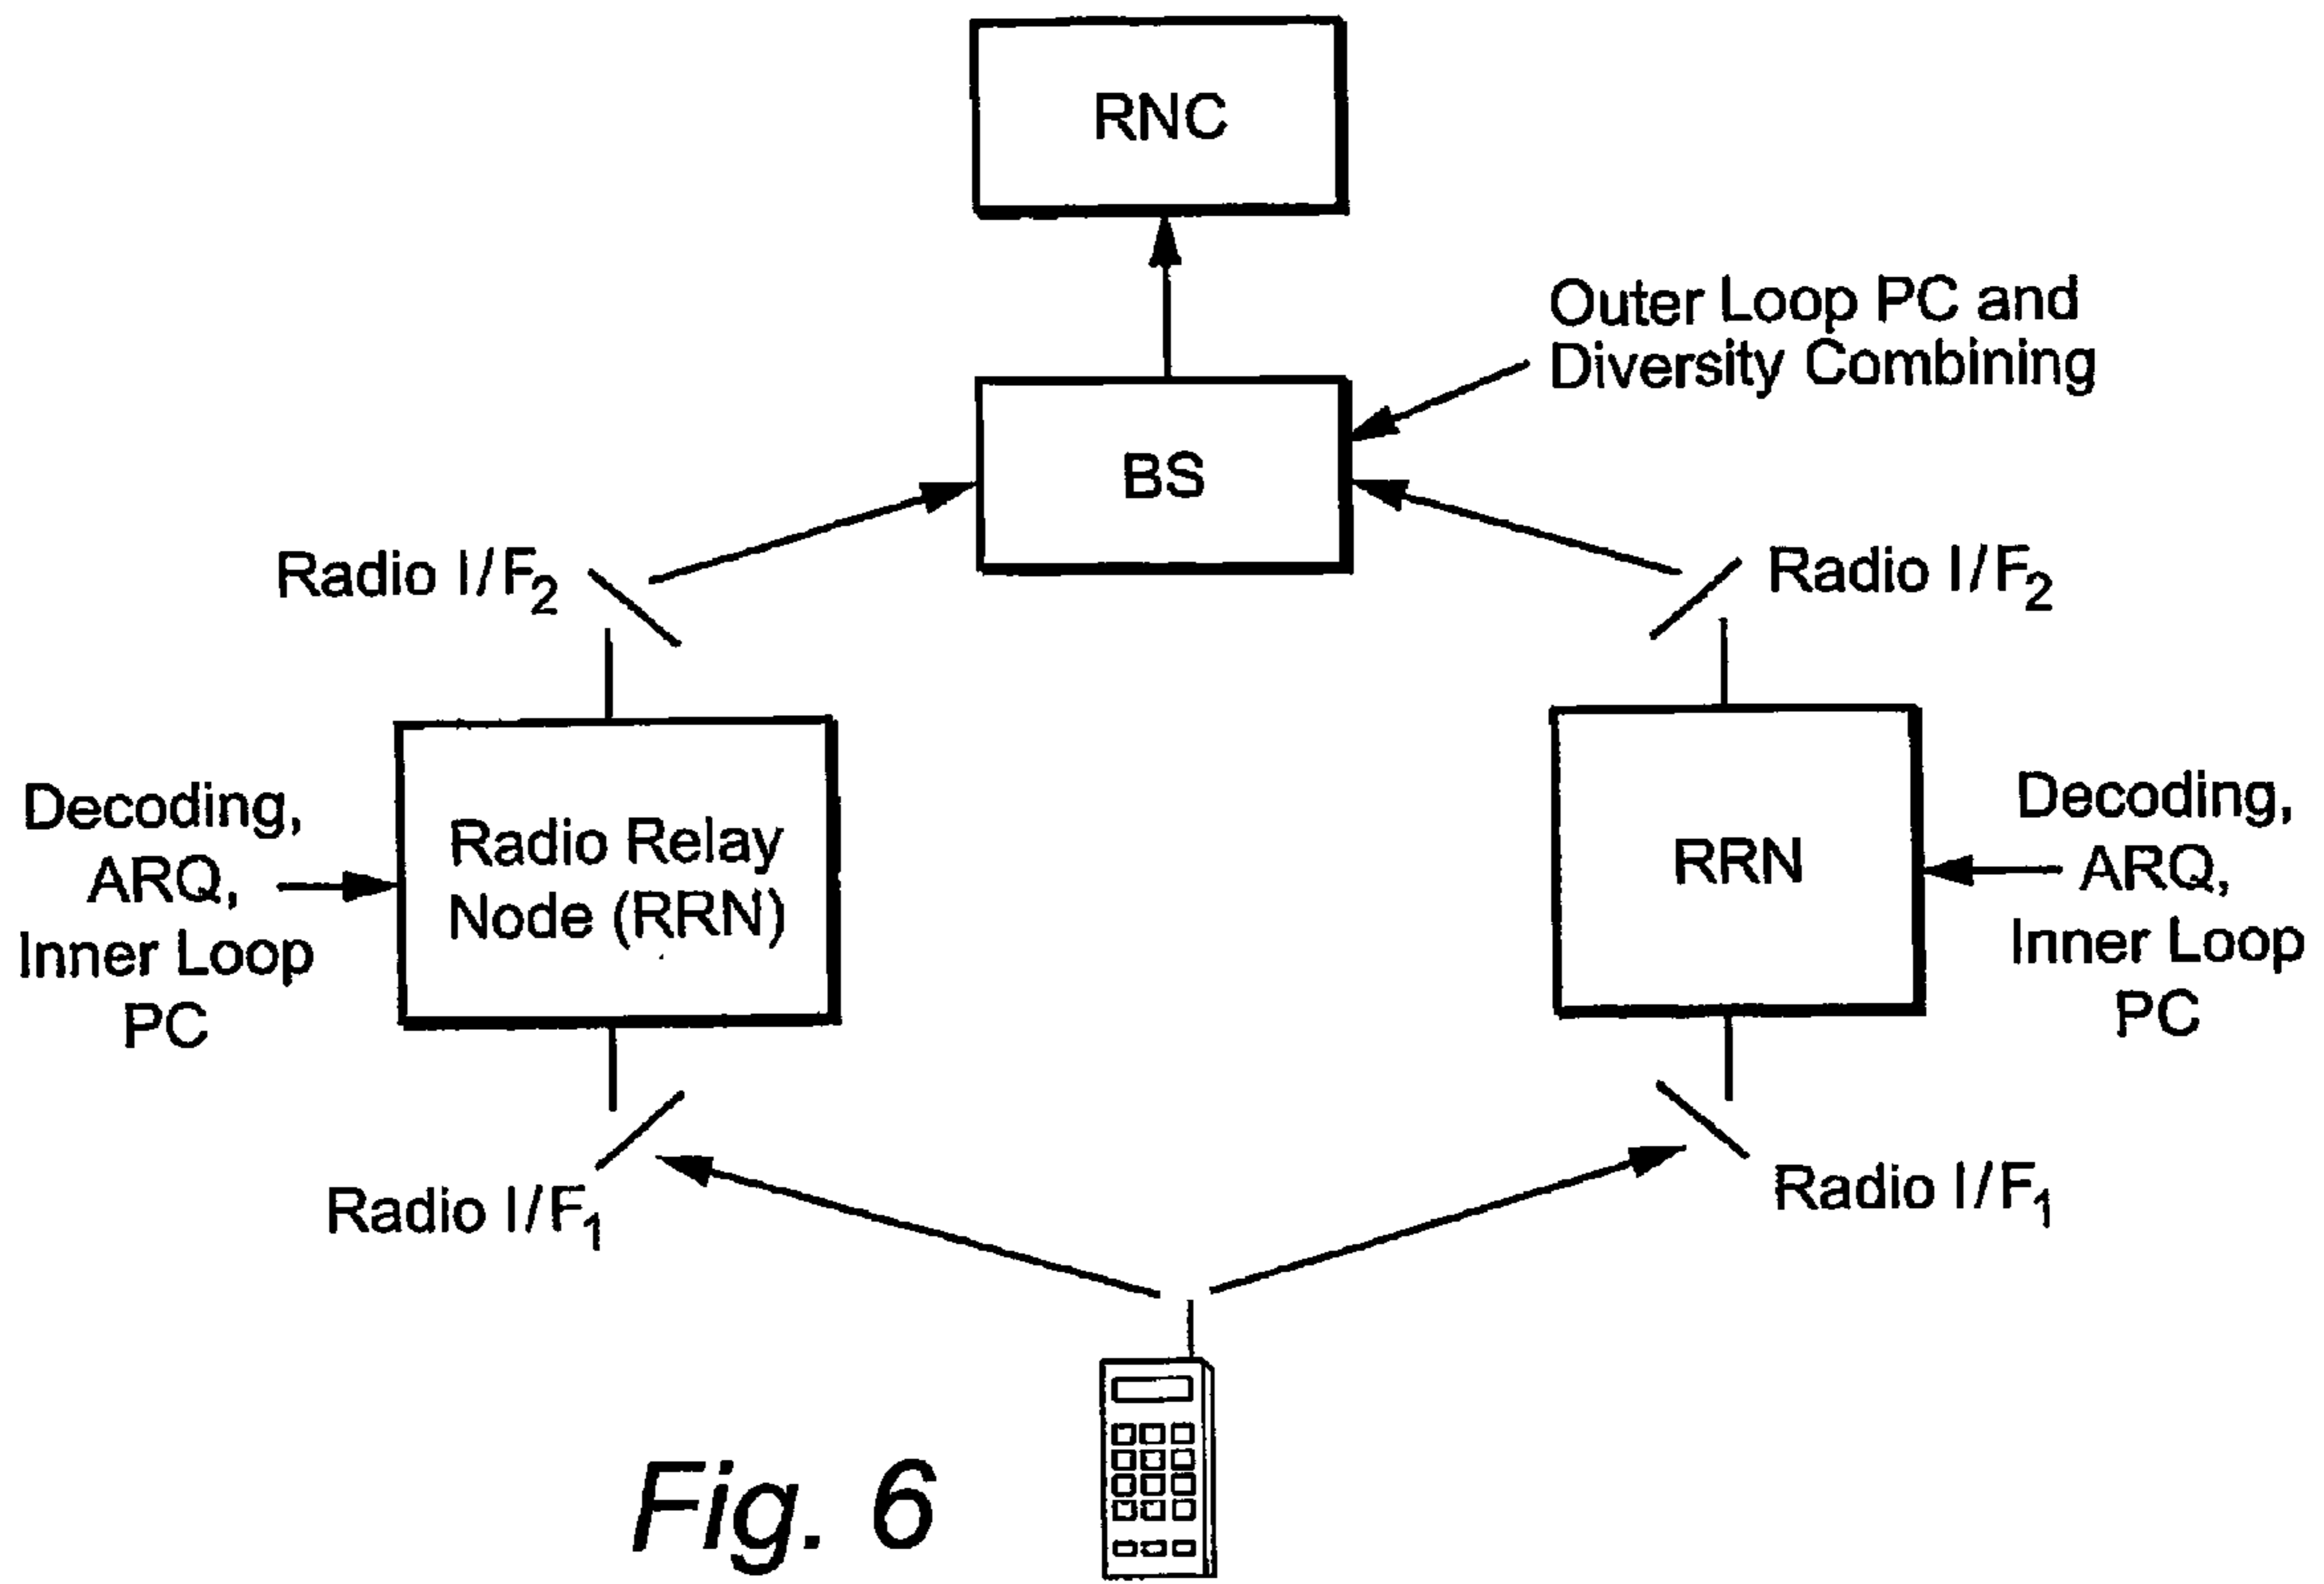 RNC
Outer Loop PC and
Diversity Combining
BS
Radio I/F2
Radio I/F2
Decoding,
ARQ,
Inner Loop
PC
Radio Relay
Node (RRN)
RRN
Decoding,
ARQ,
Inner Loop
PC
Radio I/F1
Radio I/F1
Fig. 6